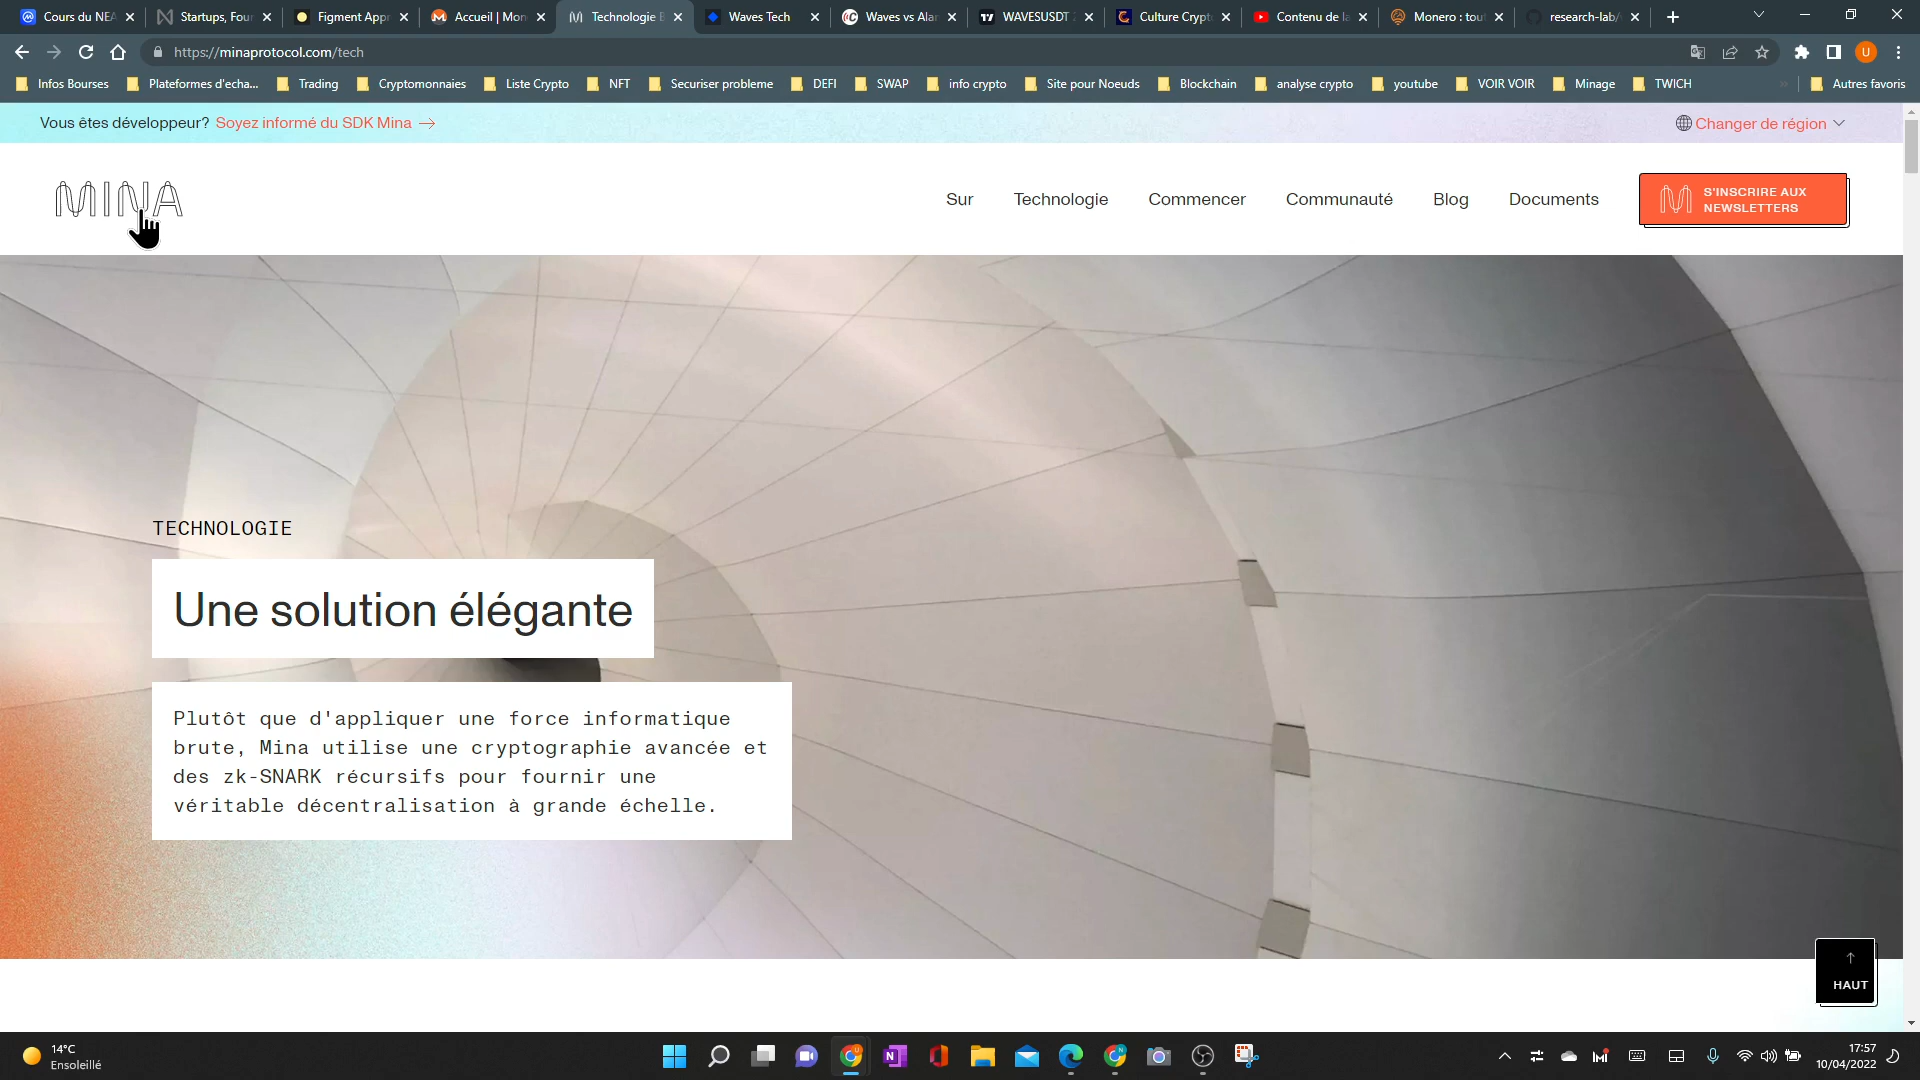 Cours du NEA
Startups, Four
Figment Appr
Accueil | Mon
Technologie B
Waves Tech
Waves vs Alan
WAVESUSDT
Culture Crypt
Contenu de la
Monero : tout
research-lab/
https://minaprotocol.com/tech
U
Infos Bourses
Plateformes d'echa...
Trading
Cryptomonnaies
Liste Crypto
NFT
Securiser probleme
DEFI
SWAP
info crypto
Site pour Noeuds
Blockchain
analyse crypto
youtube
VOIR VOIR
Minage
TWICH
Autres favoris
Vous êtes développeur? Soyez informé du SDK Mina →
Changer de région
MINA
Sur
Technologie
Commencer
Communauté
Blog
Documents
S'INSCRIRE AUX
NEWSLETTERS
TECHNOLOGIE
Une solution élégante
Plutôt que d'appliquer une force informatique
brute, Mina utilise une cryptographie avancée et
des zk-SNARK récursifs pour fournir une
véritable décentralisation à grande échelle.
↑
HAUT
14°C
Ensoleillé
17:57
10/04/2022